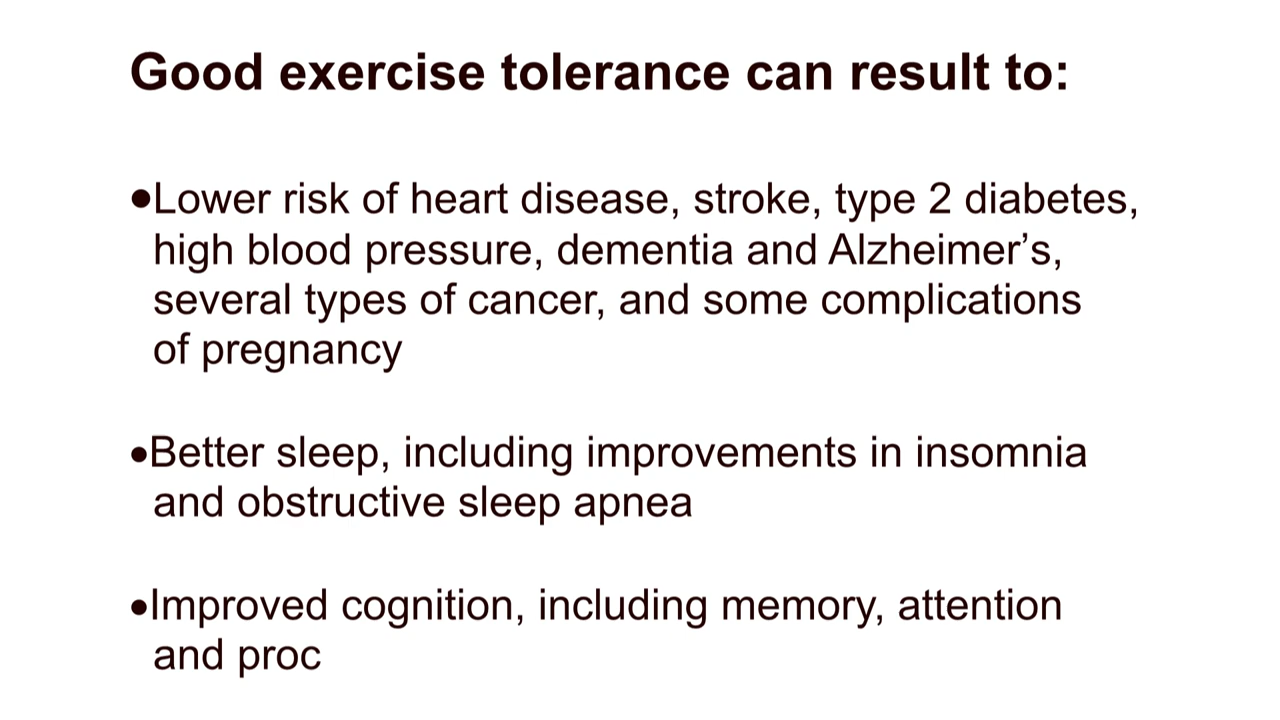 Good exercise tolerance can result to:
•Lower risk of heart disease, stroke, type 2 diabetes,
high blood pressure, dementia and Alzheimer’s,
several types of cancer, and some complications
of pregnancy
•Better sleep, including improvements in insomnia
and obstructive sleep apnea
•Improved cognition, including memory, attention
and proc